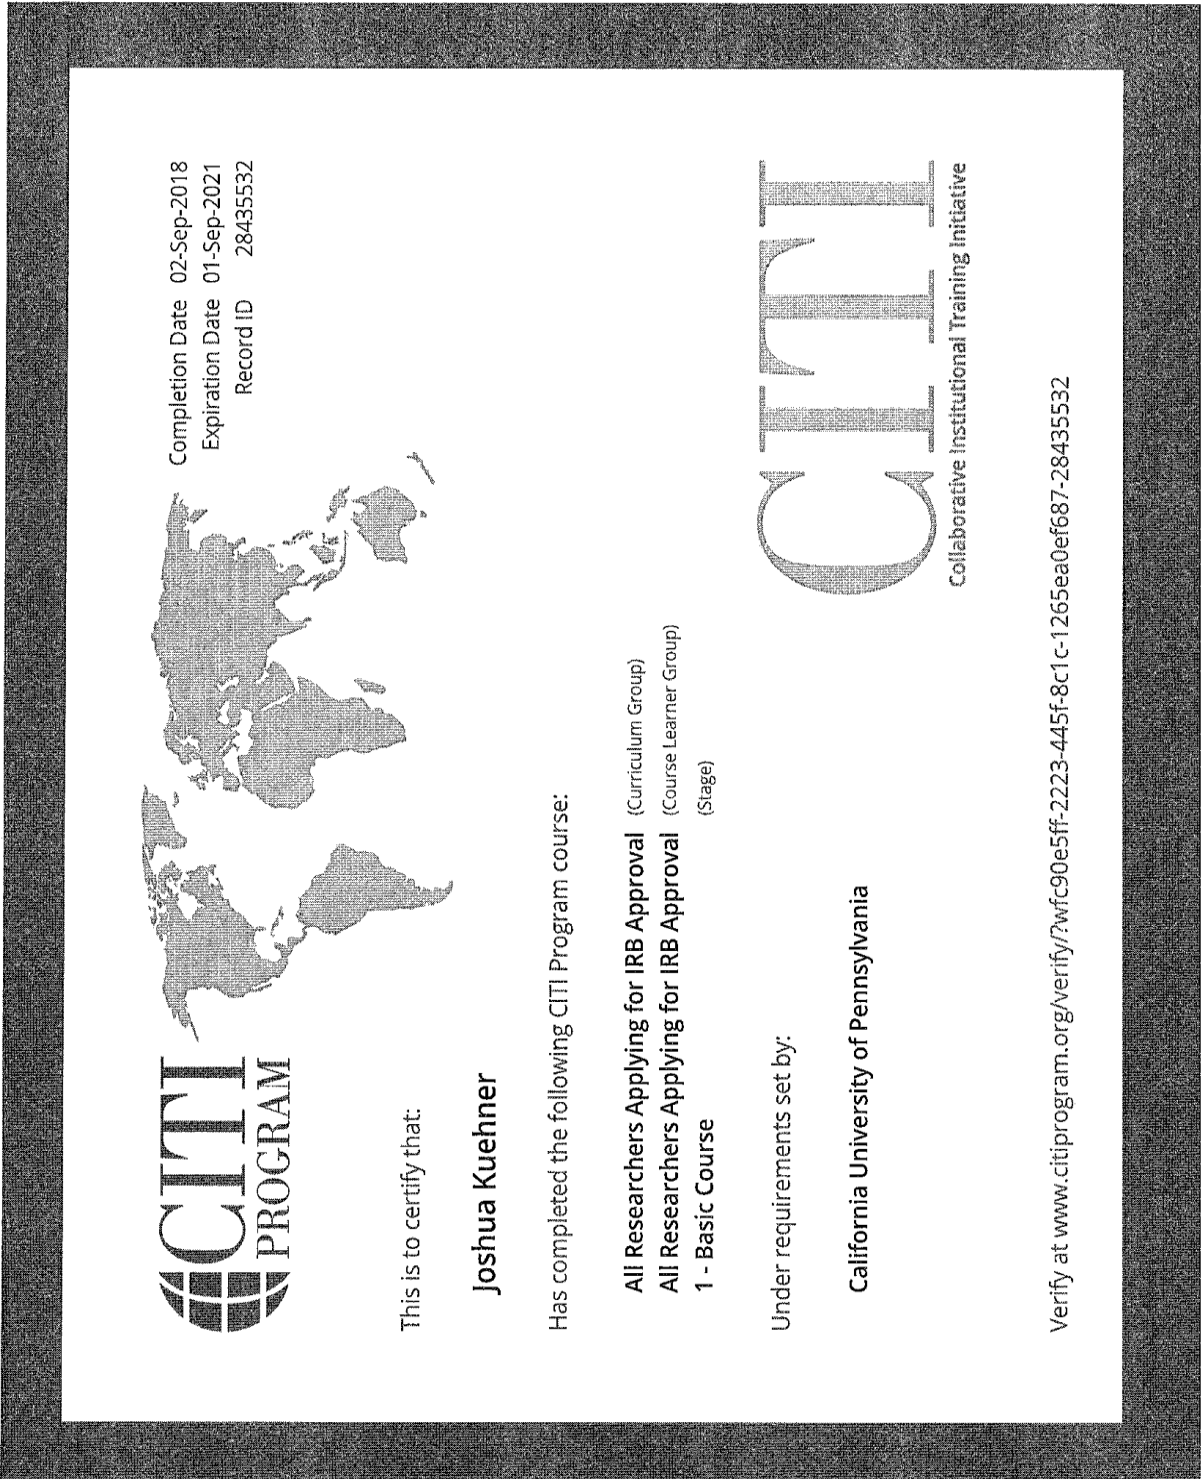 CITI
PROGRAM
Completion Date 02-Sep-2018
Expiration Date 01-Sep-2021
Record ID 28435532
This is to certify that:
Joshua Kuehner
Has completed the following CITI Program course:
All Researchers Applying for IRB Approval (Curriculum Group)
All Researchers Applying for IRB Approval (Course Learner Group)
1 - Basic Course (Stage)
Under requirements set by:
California University of Pennsylvania
CITI
Collaborative Institutional Training Initiative
Verify at www.citiprogram.org/verify/?wfc90e5ff-2223-445f-8c1c-1265ea0ef687-28435532